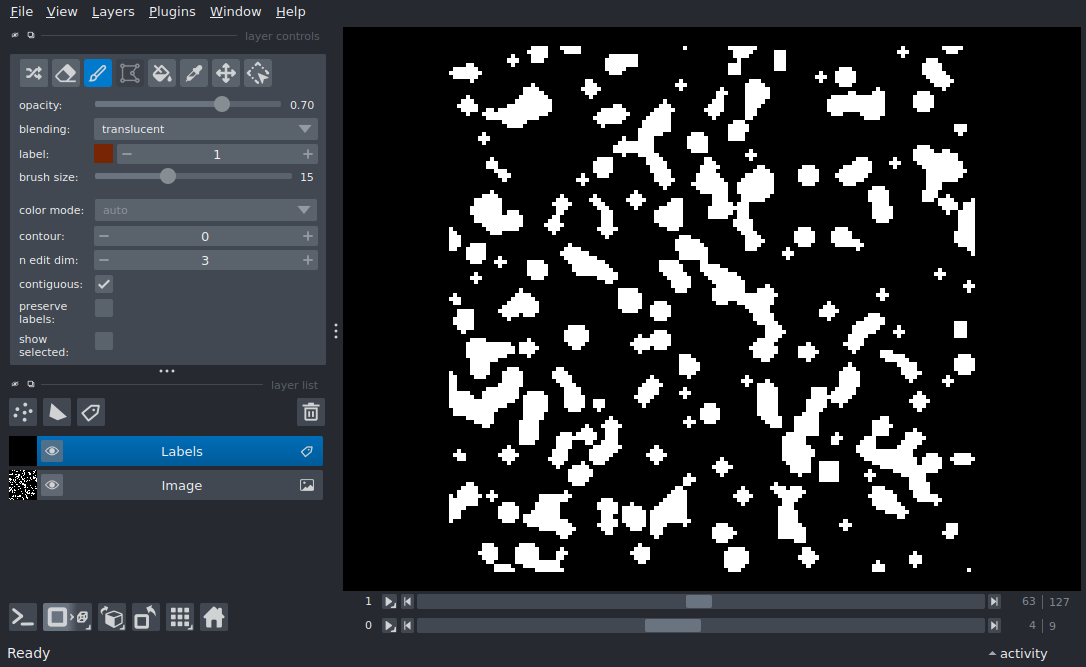 File View Layers Plugins Window Help
layer controls
opacity: 0.70
blending: translucent
label: 1
brush size: 15
color mode: auto
contour: 0
n edit dim: 3
contiguous:
preserve
labels:
show
selected:
layer list
Labels
Image
1 63 127
0 4 9
Ready activity